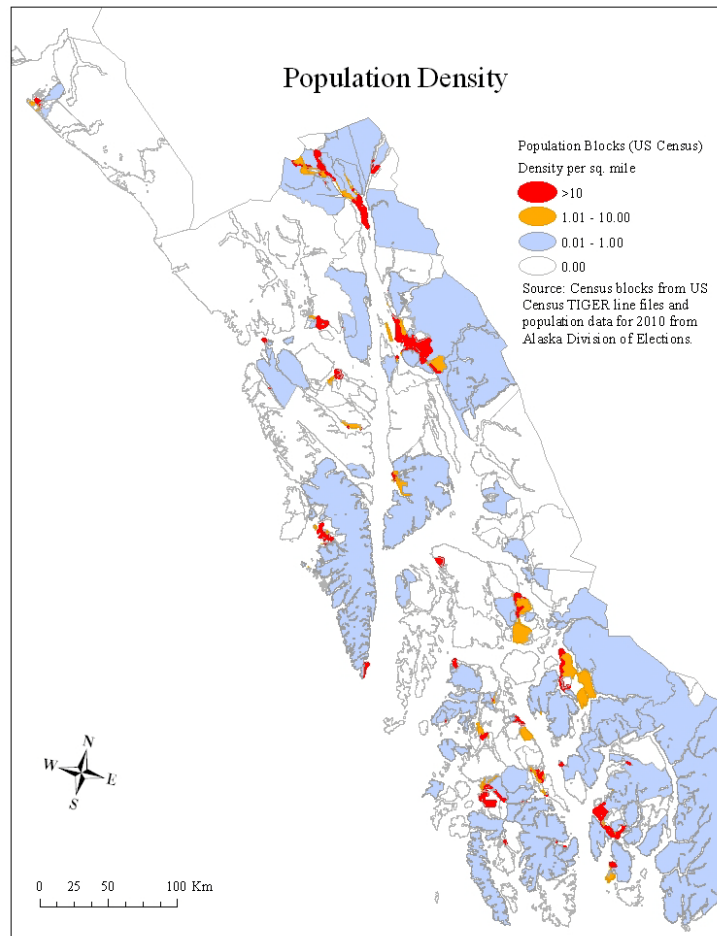 Population Density
Population Blocks (US Census)
Density per sq. mile
>10
1.01 - 10.00
0.01 - 1.00
0.00
Source: Census blocks from US
Census TIGER line files and
population data for 2010 from
Alaska Division of Elections.
N
W E
S
0 25 50 100 Km